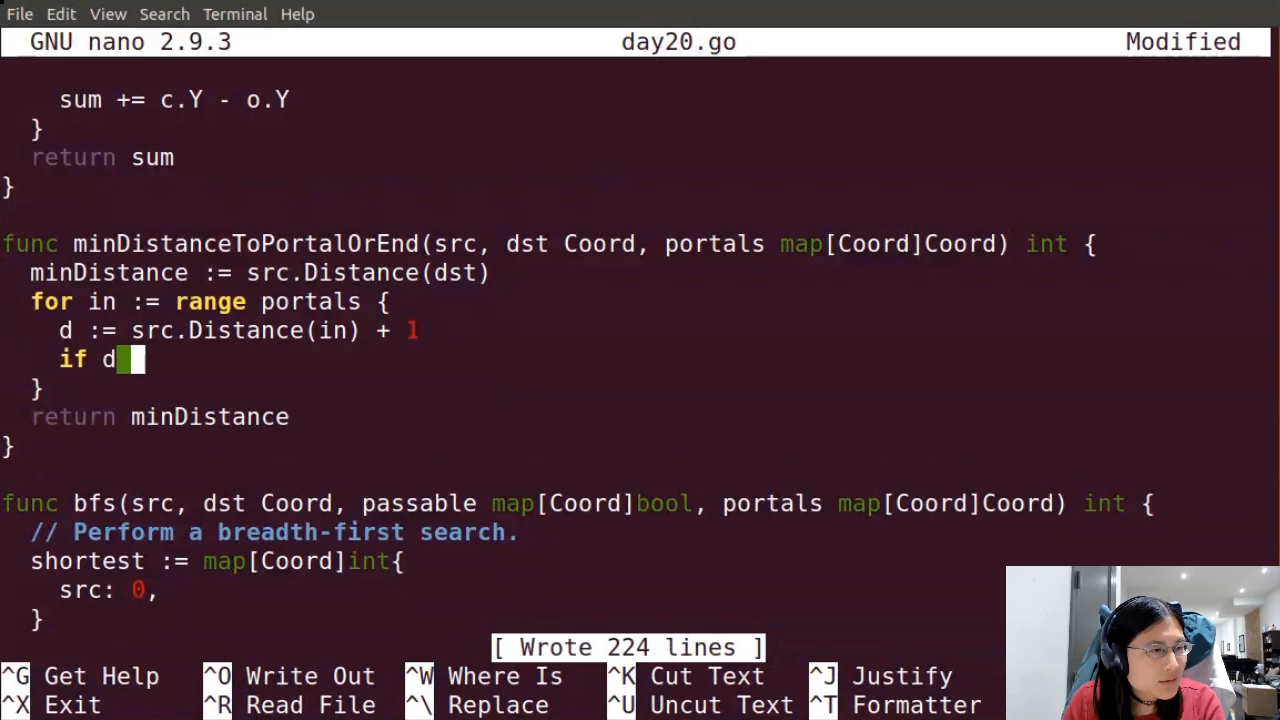 File Edit View Search Terminal Help
GNU nano 2.9.3 day20.go Modified
sum += c.Y - o.Y
}
return sum
}
func minDistanceToPortalOrEnd(src, dst Coord, portals map[Coord]Coord) int {
minDistance := src.Distance(dst)
for in := range portals {
d := src.Distance(in) + 1
if d
}
return minDistance
}
func bfs(src, dst Coord, passable map[Coord]bool, portals map[Coord]Coord) int {
// Perform a breadth-first search.
shortest := map[Coord]int{
src: 0,
}
[ Wrote 224 lines ]
^G Get Help ^O Write Out ^W Where Is ^K Cut Text ^J Justify
^X Exit ^R Read File ^\ Replace ^U Uncut Text ^T Formatter